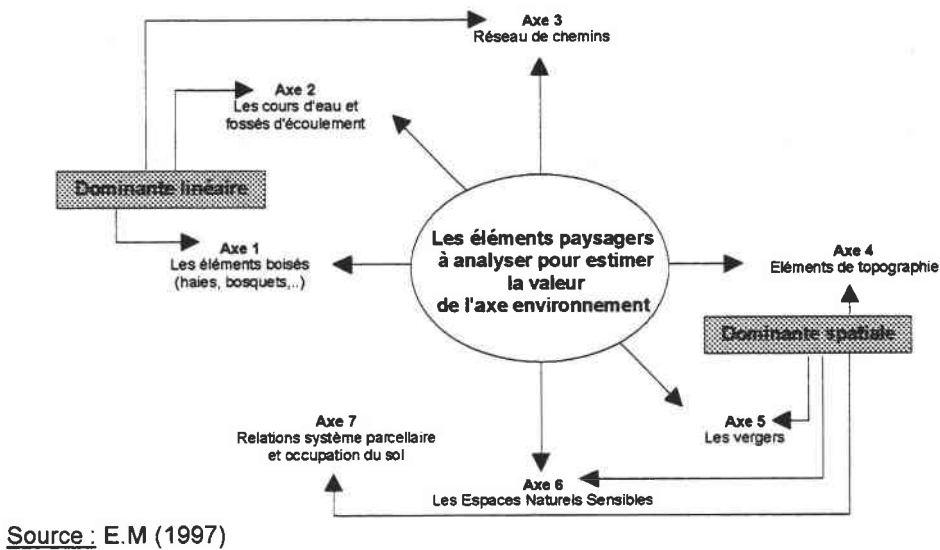 Axe 3
Réseau de chemins
Axe 2
Les cours d'eau et
fossés d'écoulement
Dominante linéaire
Axe 1
Les éléments boisés
(haies, bosquets,..)
Les éléments paysagers
à analyser pour estimer
la valeur
de l'axe environnement
Axe 4
Eléments de topographie
Dominante spatiale
Axe 5
Les vergers
Axe 7
Relations système parcellaire
et occupation du sol
Axe 6
Les Espaces Naturels Sensibles
Source : E.M (1997)